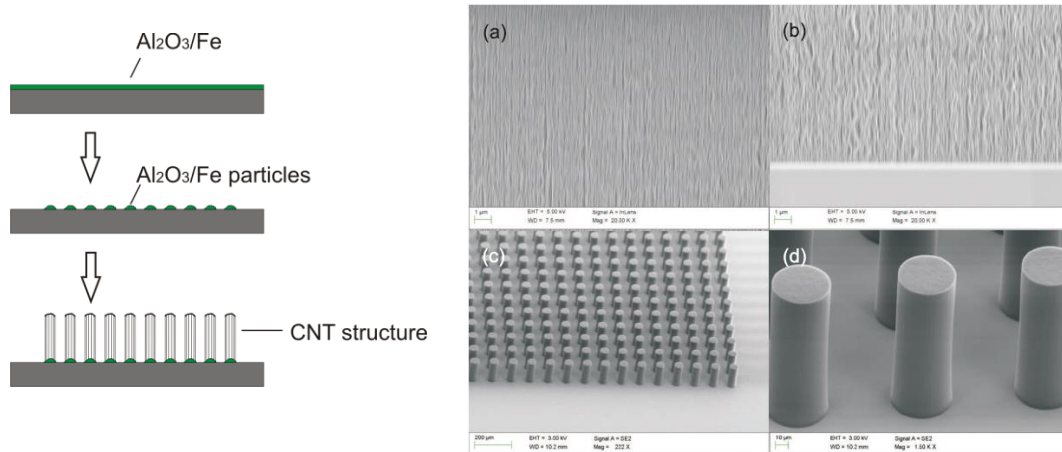 Al2O3/Fe
Al2O3/Fe particles
CNT structure
(a)
1 µm
EHT = 5.00 kV
WD = 7.5 mm
Signal A = InLens
Mag = 20.00 K X
(b)
1 µm
EHT = 5.00 kV
WD = 7.5 mm
Signal A = InLens
Mag = 20.00 K X
(c)
200 µm
EHT = 3.00 kV
WD = 10.2 mm
Signal A = SE2
Mag = 222 X
(d)
10 µm
EHT = 3.00 kV
WD = 10.2 mm
Signal A = SE2
Mag = 1.50 K X